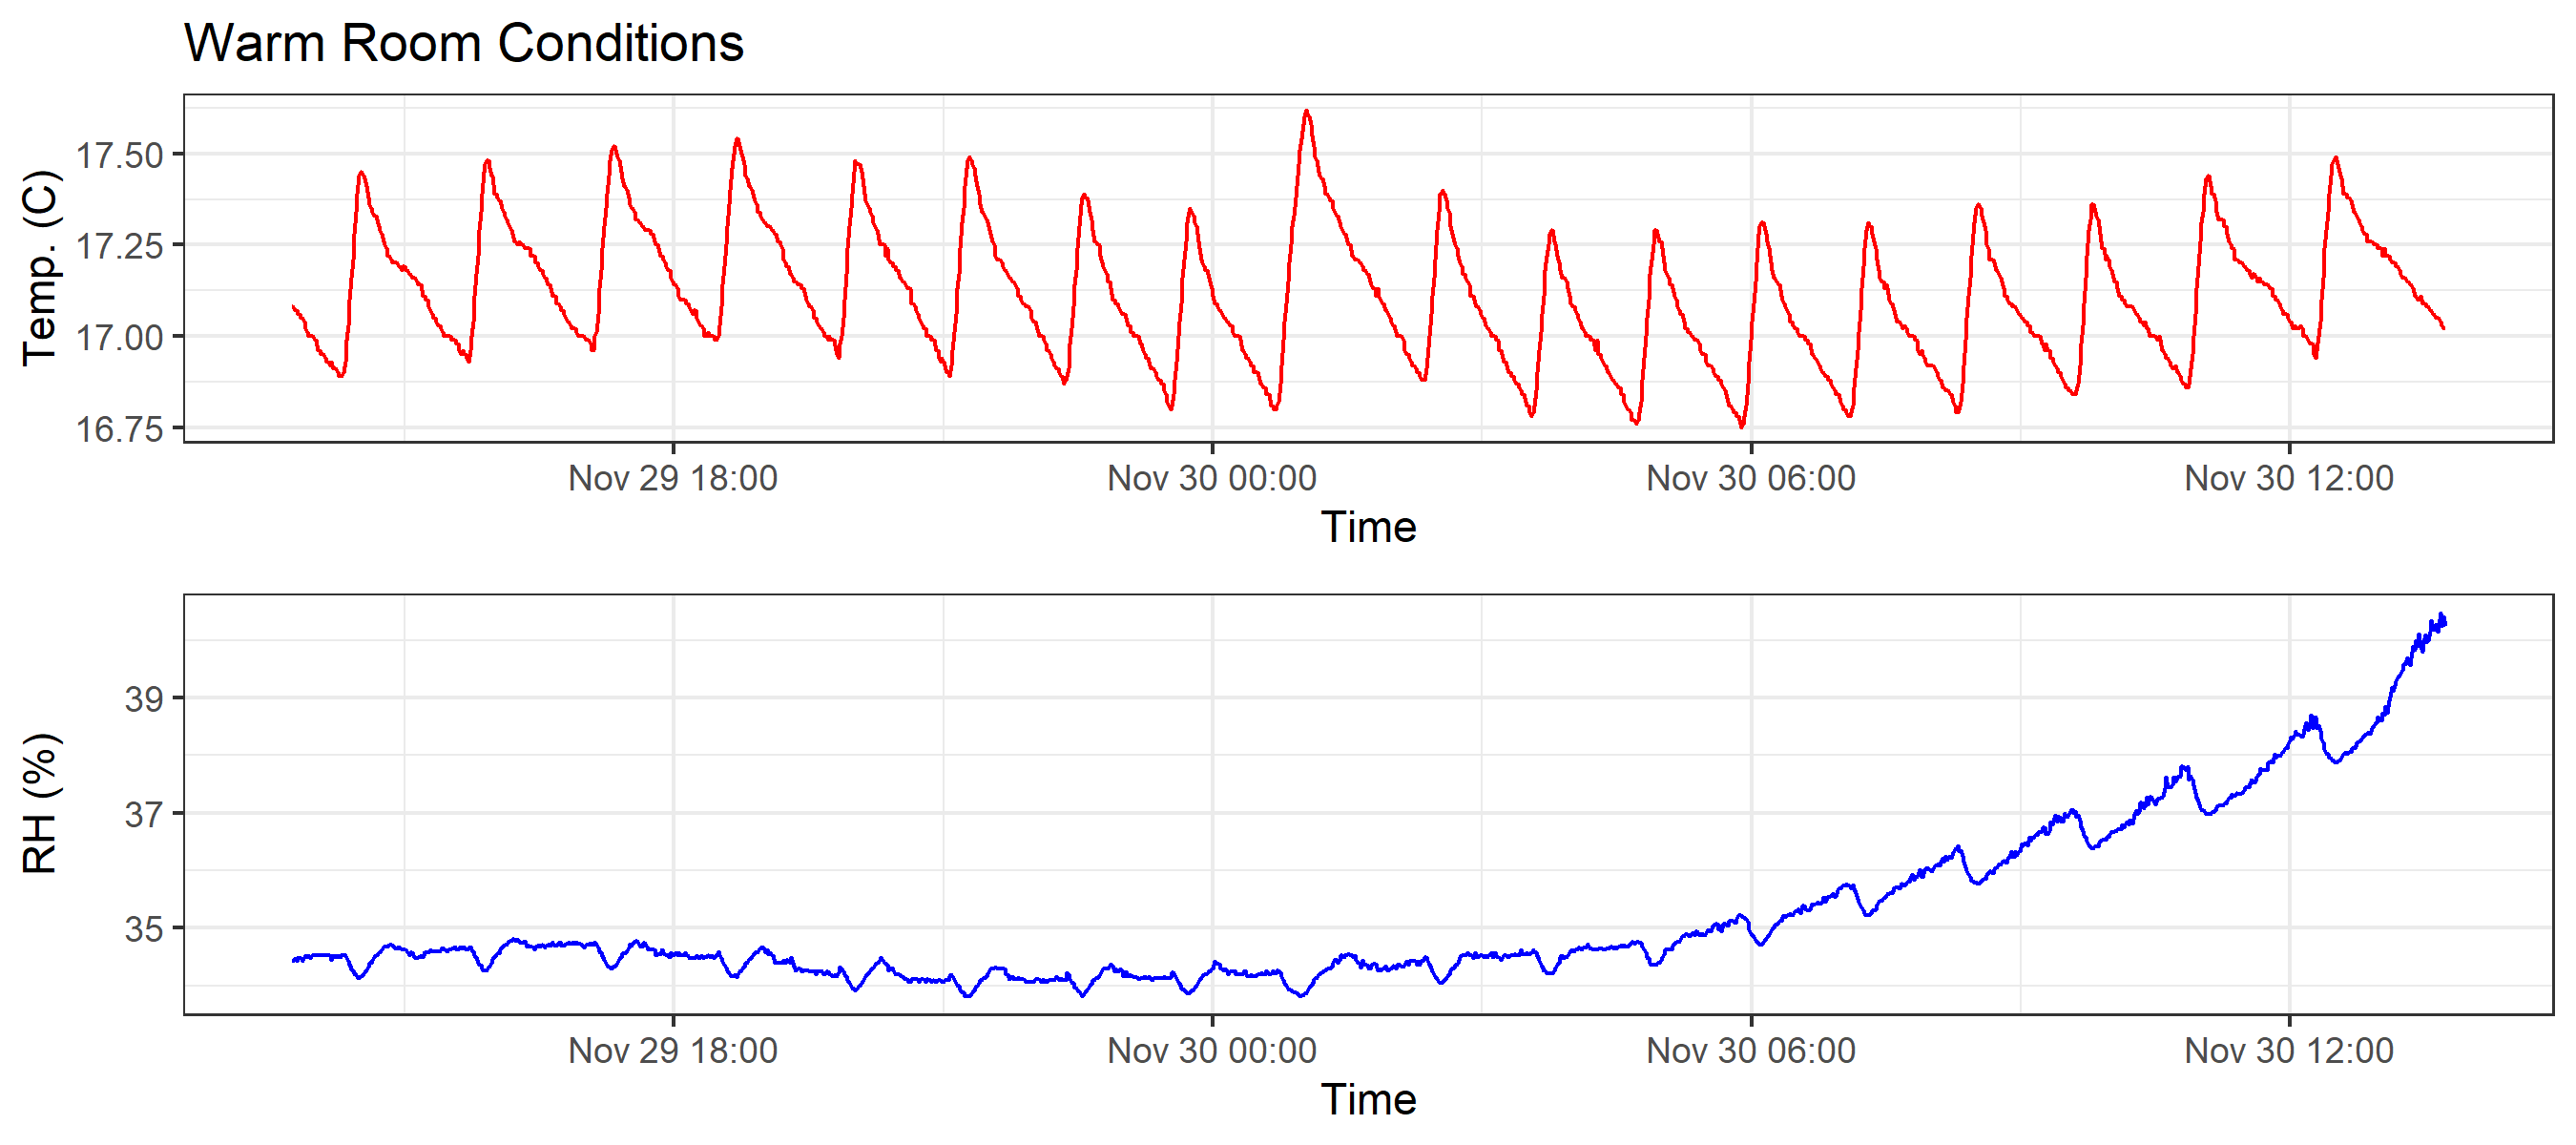 Warm Room Conditions
Temp. (C)
17.50
17.25
17.00
16.75
Nov 29 18:00 Nov 30 00:00 Nov 30 06:00 Nov 30 12:00
Time
RH (%)
39
37
35
Nov 29 18:00 Nov 30 00:00 Nov 30 06:00 Nov 30 12:00
Time